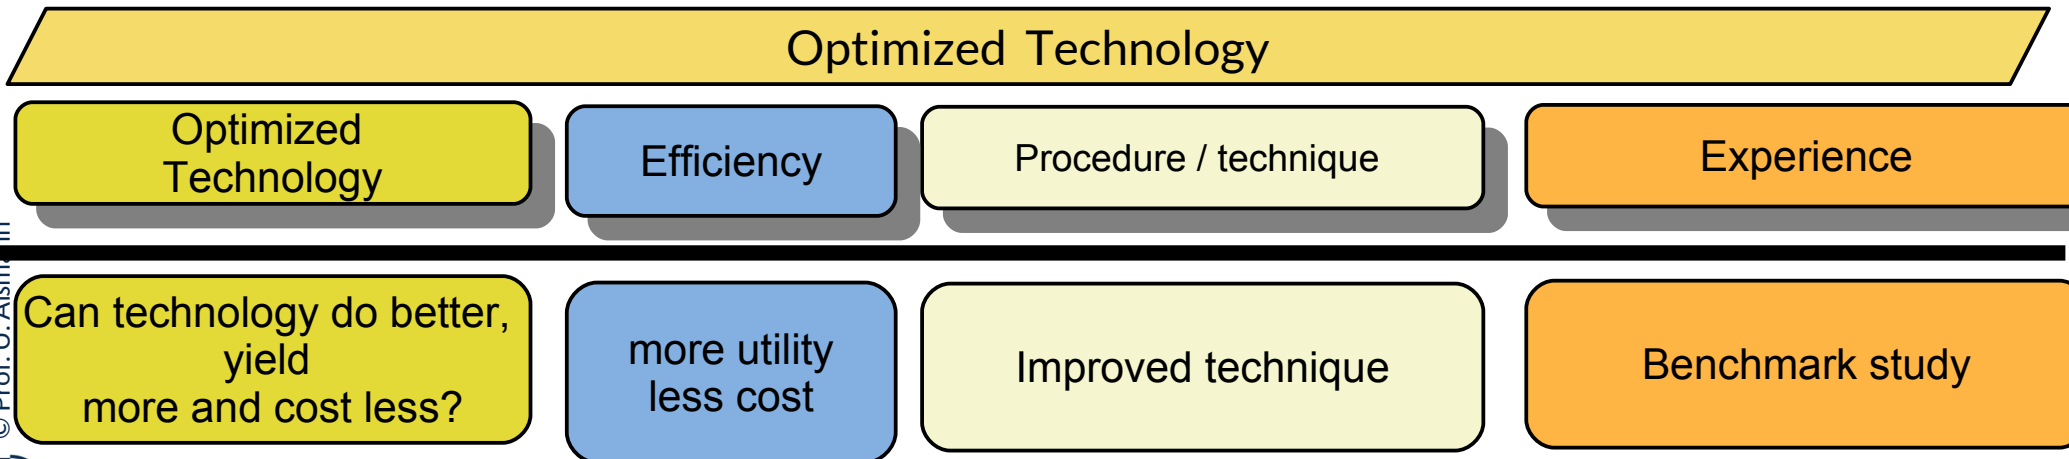 Optimized Technology
Optimized
Technology
Efficiency
Procedure / technique
Experience
Can technology do better,
yield
more and cost less?
more utility
less cost
Improved technique
Benchmark study
© Prof. U.